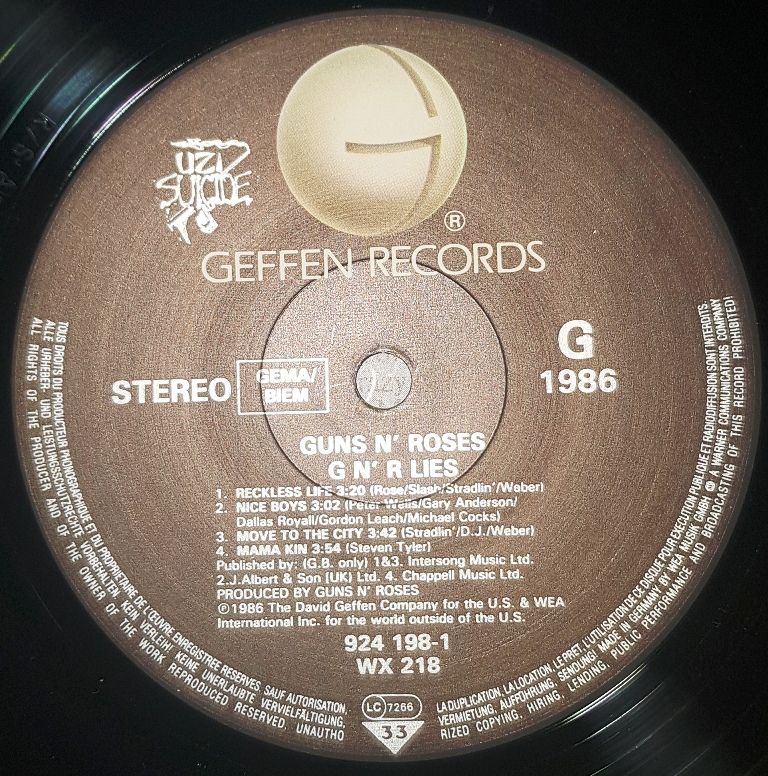 UZI
SUICIDE
®
GEFFEN RECORDS
STEREO
GEMA/
BIEM
G
1986
GUNS N' ROSES
G N' R LIES
1. RECKLESS LIFE 3:20 (Rose/Slash/Stradlin'/Weber)
2. NICE BOYS 3:02 (Peter Wells/Gary Anderson/
Dallas Royall/Gordon Leach/Michael Cocks)
3. MOVE TO THE CITY 3:42 (Stradlin'/D.J./Weber)
4. MAMA KIN 3:54 (Steven Tyler)
Published by: (G.B. only) 1&3. Intersong Music Ltd.
2.J.Albert & Son (UK) Ltd. 4. Chappell Music Ltd.
PRODUCED BY GUNS N' ROSES
℗1986 The David Geffen Company for the U.S. & WEA
International Inc. for the world outside of the U.S.
924 198-1
WX 218
LC 7266
33
TOUS DROITS DU PRODUCTEUR PHONOGRAPHIQUE ET DU PROPRIETAIRE DE L'ŒUVRE ENREGISTREE RESERVES. SAUF AUTORISATION,
ALLE URHEBER- UND LEISTUNGSSCHUTZRECHTE VORBEHALTEN. KEIN VERLEIH! KEINE UNERLAUBTE VERVIELFÄLTIGUNG,
ALL RIGHTS OF THE PRODUCER AND OF THE OWNER OF THE WORK REPRODUCED RESERVED. UNAUTHO
LA DUPLICATION, LA LOCATION, LE PRET, L'UTILISATION DE CE DISQUE POUR EXECUTION PUBLIQUE ET RADIODIFFUSION SONT INTERDITS.
VERMIETUNG, AUFFÜHRUNG, SENDUNG! MADE IN GERMANY BY WEA MUSIK GMBH A WARNER COMMUNICATIONS COMPANY
RIZED COPYING, HIRING, LENDING, PUBLIC PERFORMANCE AND BROADCASTING OF THIS RECORD PROHIBITED!